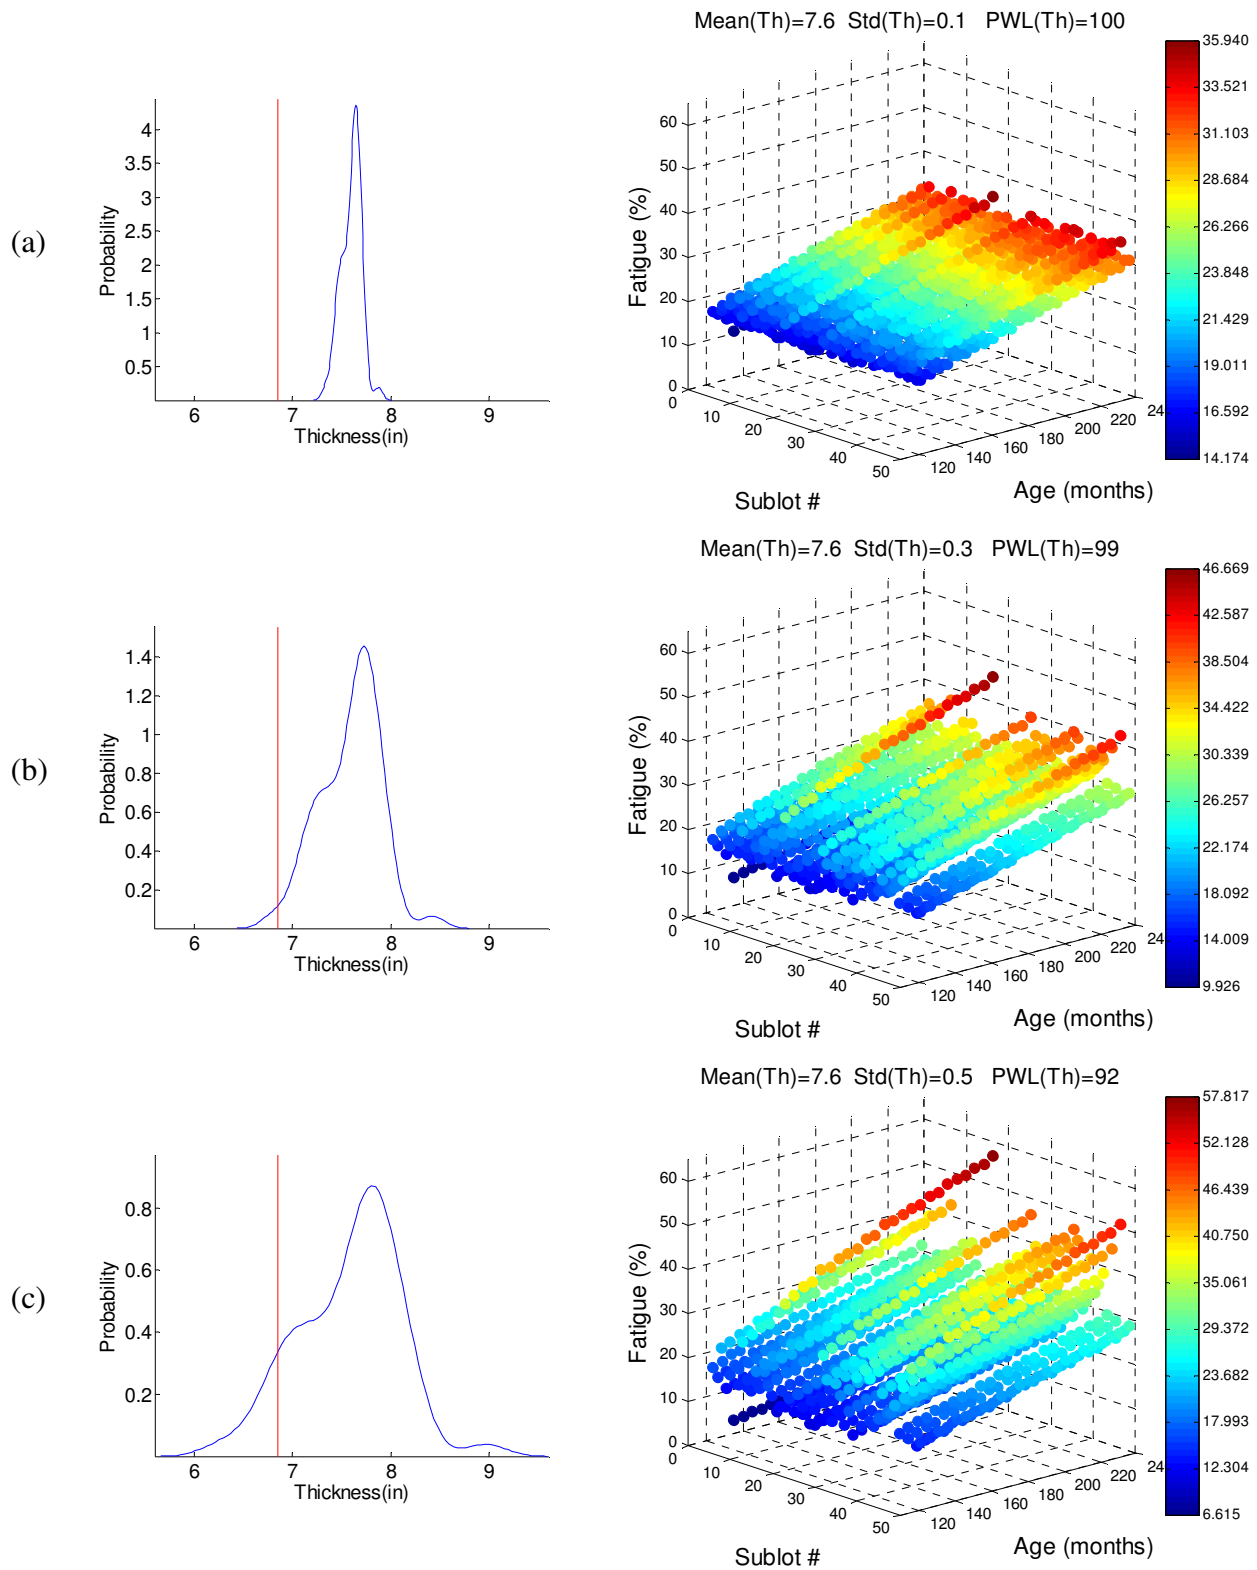 Mean(Th)=7.6 Std(Th)=0.1 PWL(Th)=100
(a)
Probability
4
3.5
3
2.5
2
1.5
1
0.5
6 7 8 9
Thickness(in)
Fatigue (%)
60
50
40
30
20
10
0
0 10 20 30 40 50
Sublot #
120 140 160 180 200 220 24
Age (months)
35.940
33.521
31.103
28.684
26.266
23.848
21.429
19.011
16.592
14.174
Mean(Th)=7.6 Std(Th)=0.3 PWL(Th)=99
(b)
Probability
1.4
1.2
1
0.8
0.6
0.4
0.2
6 7 8 9
Thickness(in)
Fatigue (%)
60
50
40
30
20
10
0
0 10 20 30 40 50
Sublot #
120 140 160 180 200 220 24
Age (months)
46.669
42.587
38.504
34.422
30.339
26.257
22.174
18.092
14.009
9.926
Mean(Th)=7.6 Std(Th)=0.5 PWL(Th)=92
(c)
Probability
0.8
0.6
0.4
0.2
6 7 8 9
Thickness(in)
Fatigue (%)
60
50
40
30
20
10
0
0 10 20 30 40 50
Sublot #
120 140 160 180 200 220 24
Age (months)
57.817
52.128
46.439
40.750
35.061
29.372
23.682
17.993
12.304
6.615